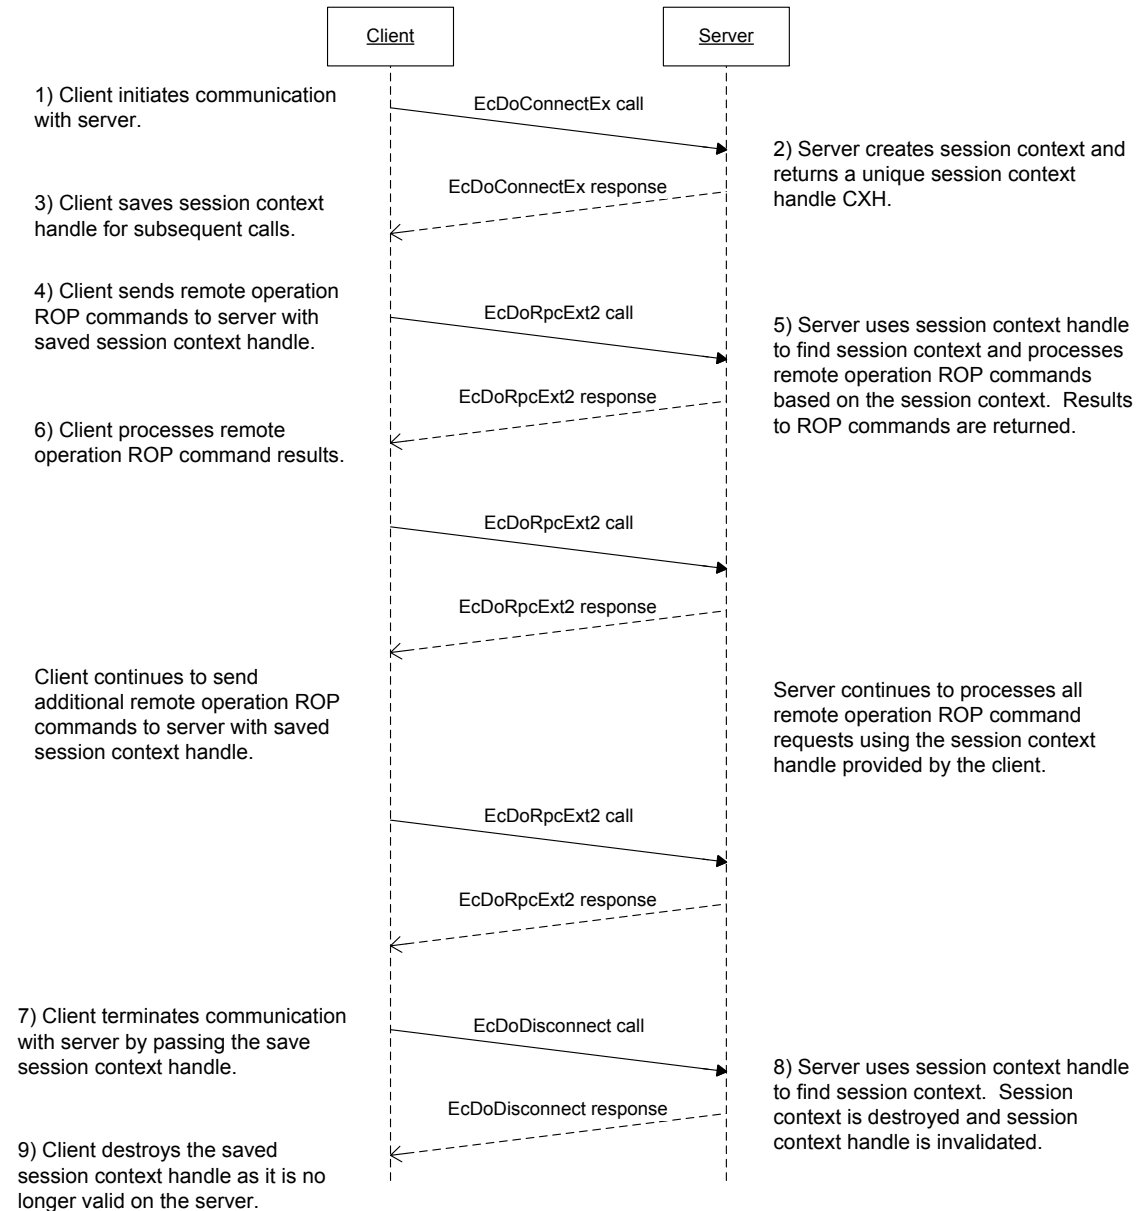 Client
Server
1) Client initiates communication
with server.
EcDoConnectEx call
2) Server creates session context and
returns a unique session context
handle CXH.
EcDoConnectEx response
3) Client saves session context
handle for subsequent calls.
4) Client sends remote operation
ROP commands to server with
saved session context handle.
EcDoRpcExt2 call
5) Server uses session context handle
to find session context and processes
remote operation ROP commands
based on the session context.  Results
to ROP commands are returned.
EcDoRpcExt2 response
6) Client processes remote
operation ROP command results.
EcDoRpcExt2 call
EcDoRpcExt2 response
Client continues to send
additional remote operation ROP
commands to server with saved
session context handle.
Server continues to processes all
remote operation ROP command
requests using the session context
handle provided by the client.
EcDoRpcExt2 call
EcDoRpcExt2 response
7) Client terminates communication
with server by passing the save
session context handle.
EcDoDisconnect call
8) Server uses session context handle
to find session context.  Session
context is destroyed and session
context handle is invalidated.
EcDoDisconnect response
9) Client destroys the saved
session context handle as it is no
longer valid on the server.